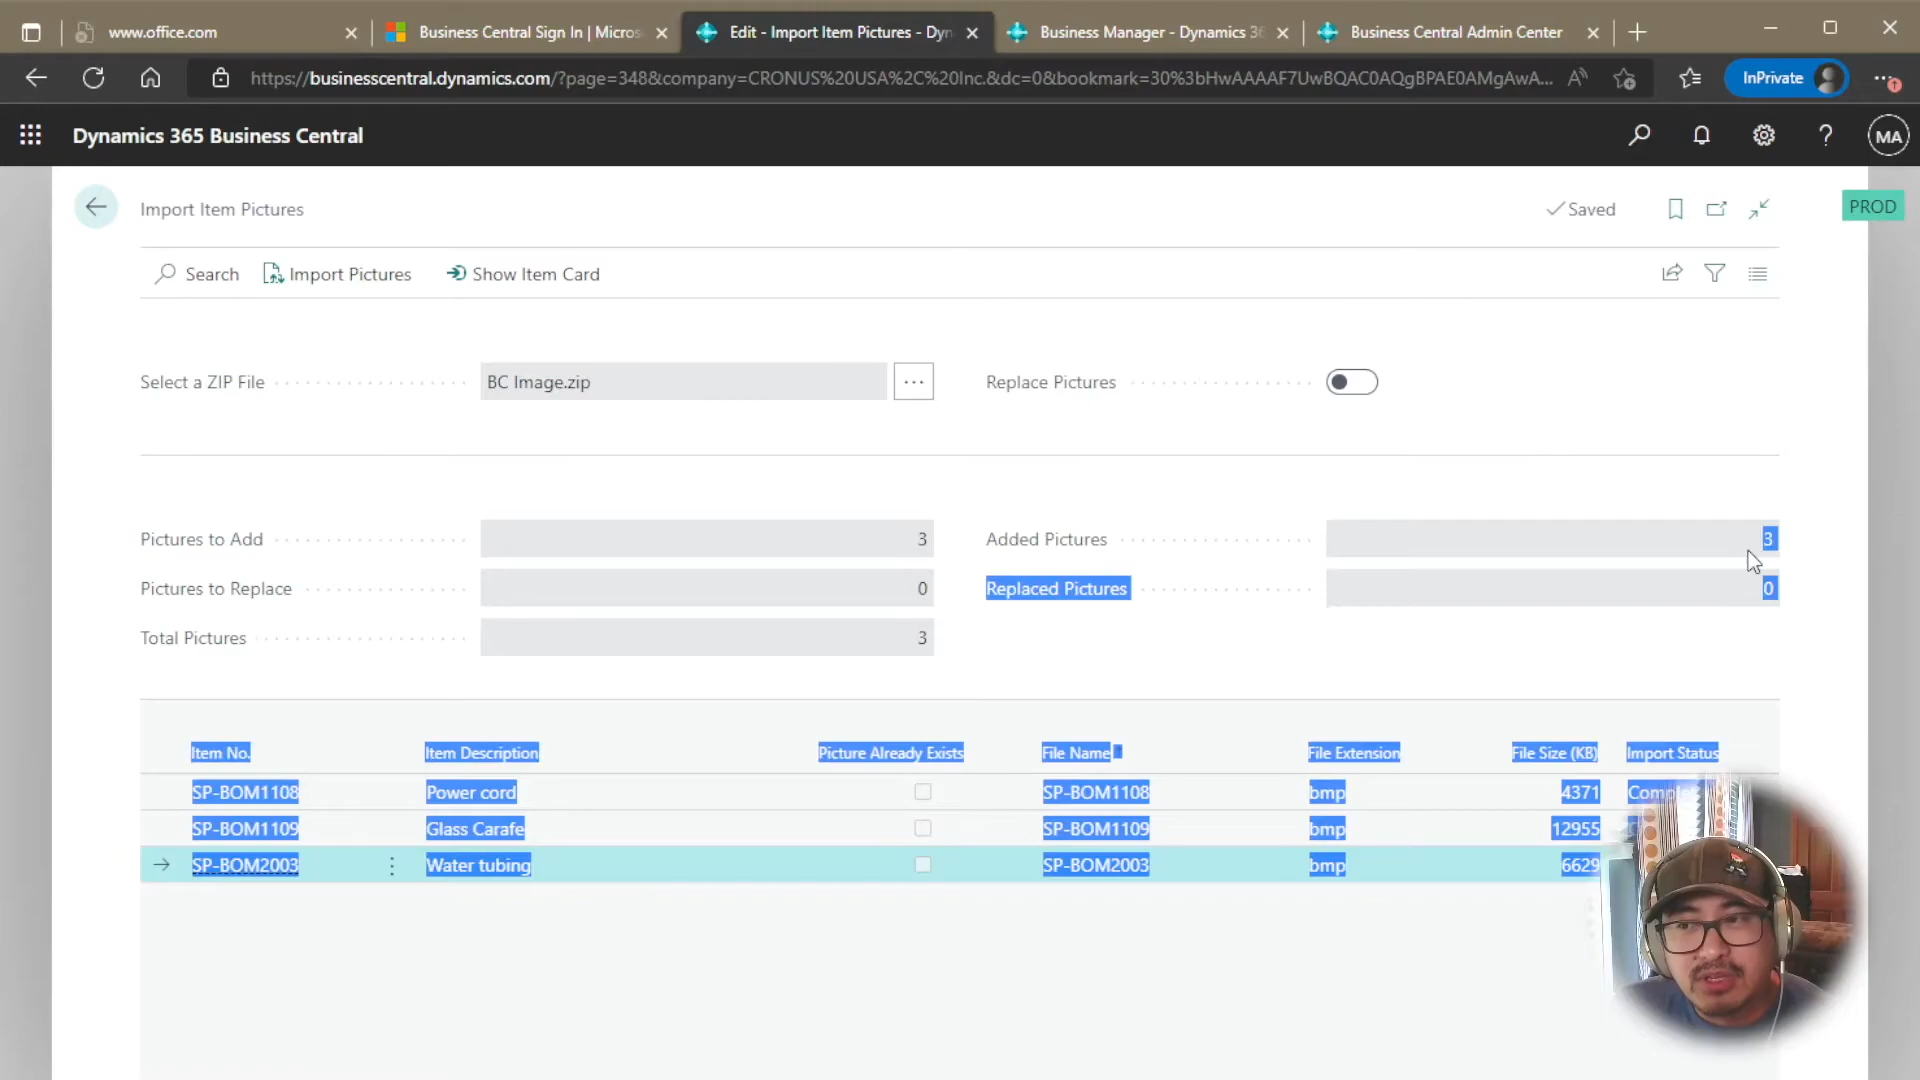 www.office.com
Business Central Sign In | Micros
Edit - Import Item Pictures - Dyn
Business Manager - Dynamics 36
Business Central Admin Center
https://businesscentral.dynamics.com/?page=348&company=CRONUS%20USA%2C%20Inc.&dc=0&bookmark=30%3bHwAAAAF7UwBQAC0AQgBPAE0AMgAwA...
InPrivate
Dynamics 365 Business Central
MA
Import Item Pictures
Saved
PROD
Search
Import Pictures
Show Item Card
Select a ZIP File
BC Image.zip
Replace Pictures
Pictures to Add 3
Added Pictures 3
Pictures to Replace 0
Replaced Pictures 0
Total Pictures 3
Item No. Item Description Picture Already Exists File Name File Extension File Size (KB) Import Status
SP-BOM1108 Power cord SP-BOM1108 bmp 4371
SP-BOM1109 Glass Carafe SP-BOM1109 bmp 12955
SP-BOM2003 Water tubing SP-BOM2003 bmp 6629